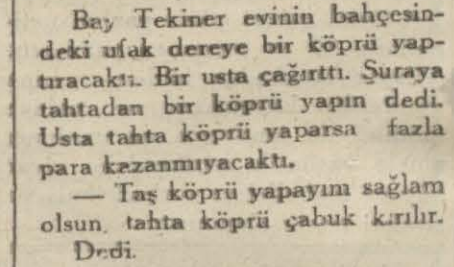 Bay Tekiner evinin bahçesin-
deki ufak dereye bir köprü yap-
tıracaktı. Bir usta çağırttı. Şuraya
tahtadan bir köprü yapın dedi.
Usta tahta köprü yaparsa fazla
para kazanmıyacaktı.
— Taş köprü yapayım sağlam
olsun, tahta köprü çabuk kırılır.
Dedi.